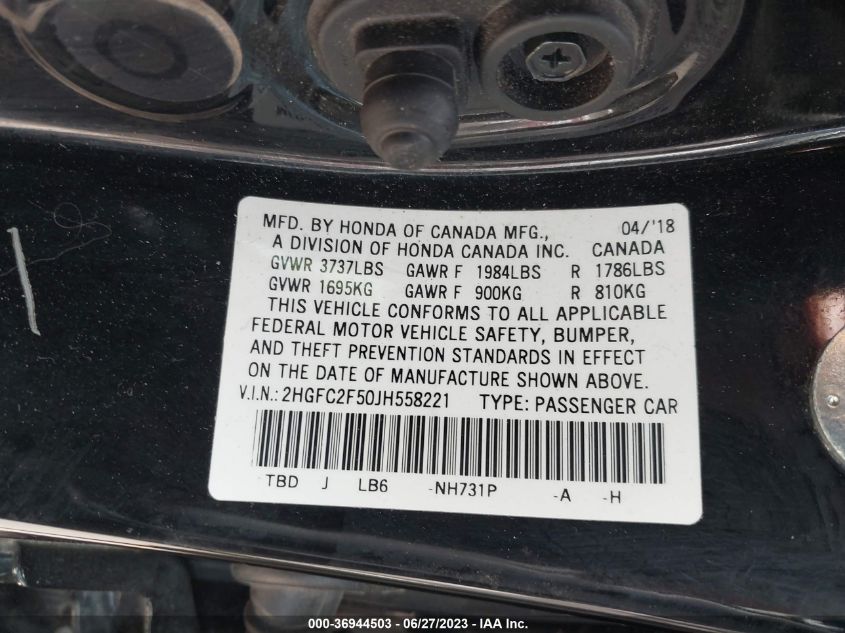 MFD. BY HONDA OF CANADA MFG., 04/'18
A DIVISION OF HONDA CANADA INC. CANADA
GVWR 3737LBS GAWR F 1984LBS R 1786LBS
GVWR 1695KG GAWR F 900KG R 810KG
THIS VEHICLE CONFORMS TO ALL APPLICABLE
FEDERAL MOTOR VEHICLE SAFETY, BUMPER,
AND THEFT PREVENTION STANDARDS IN EFFECT
ON THE DATE OF MANUFACTURE SHOWN ABOVE.
V.I.N.: 2HGFC2F50JH558221 TYPE: PASSENGER CAR
TBD J LB6 -NH731P -A -H
000-36944503 / 06/27/2023 / © IAA Inc.